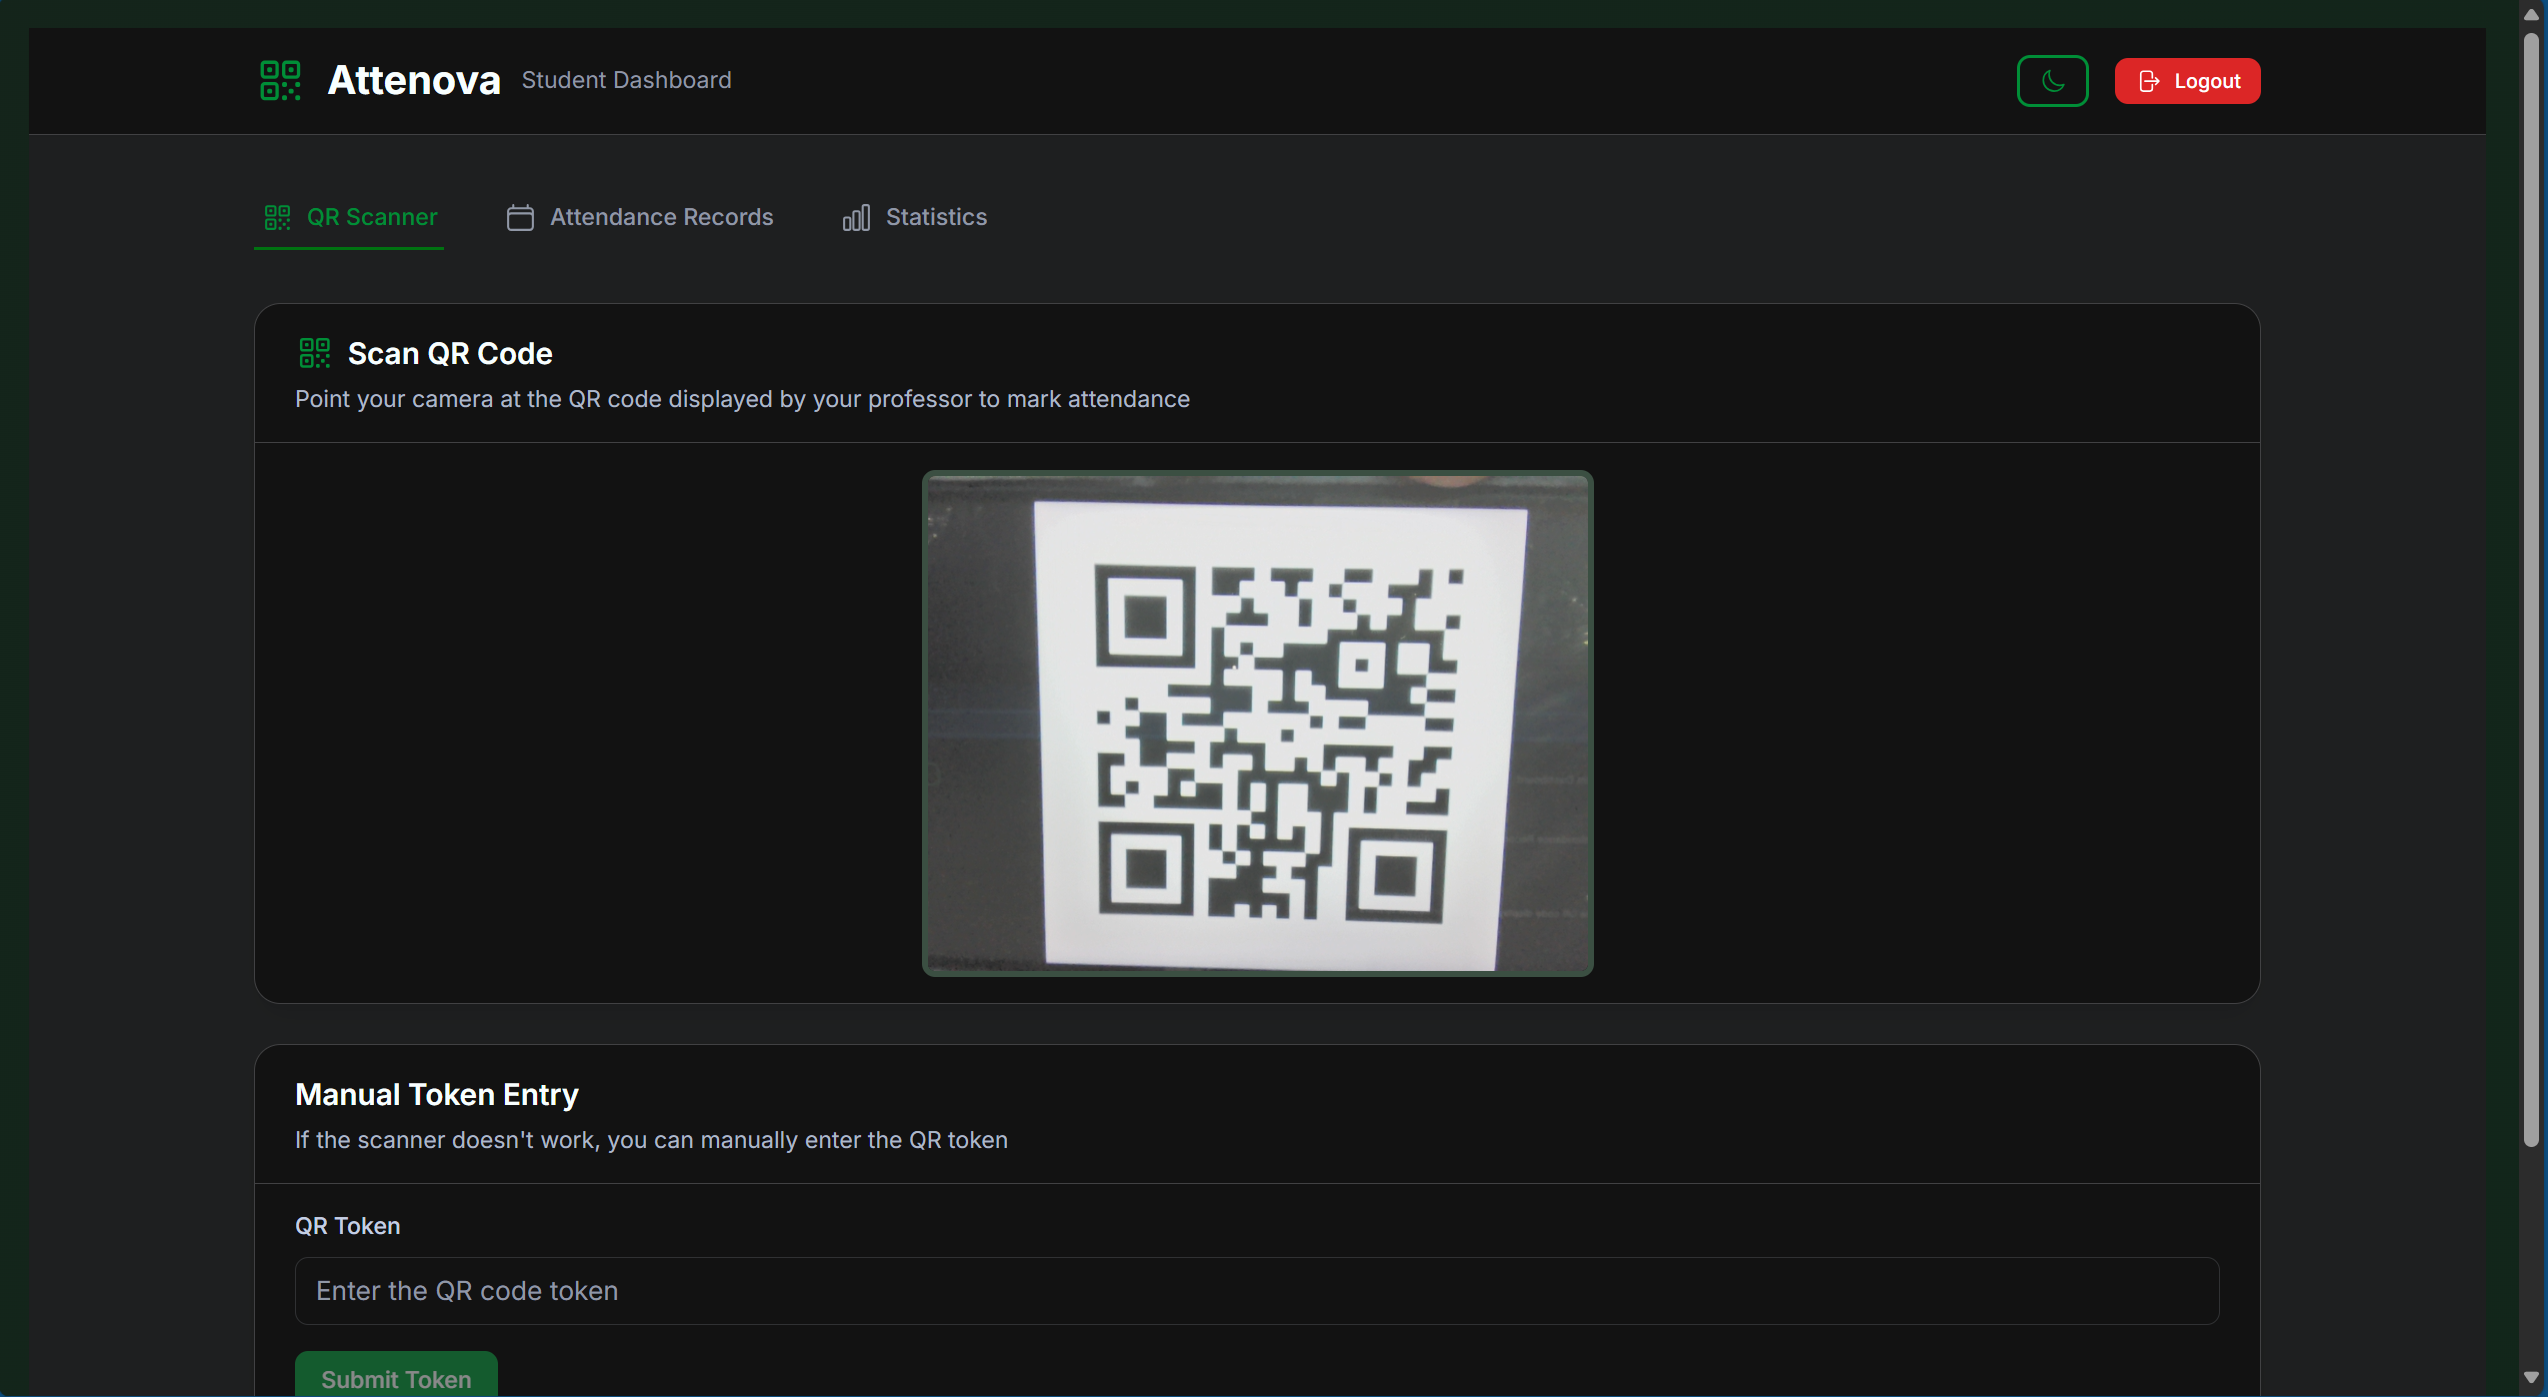 Attenova Student Dashboard
Logout
QR Scanner Attendance Records Statistics
Scan QR Code
Point your camera at the QR code displayed by your professor to mark attendance
Manual Token Entry
If the scanner doesn't work, you can manually enter the QR token
QR Token
Enter the QR code token
Submit Token